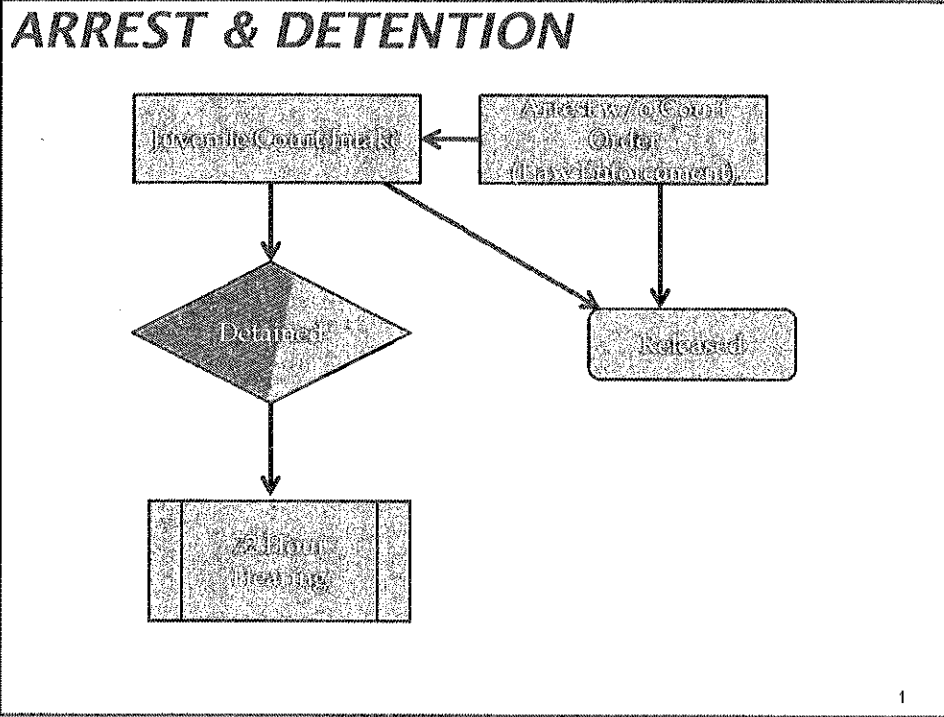 ARREST & DETENTION
Juvenile Court Intake
Arrest w/o Court
Order
(Law Enforcement)
Detained
Released
72 Hour
Hearing
1